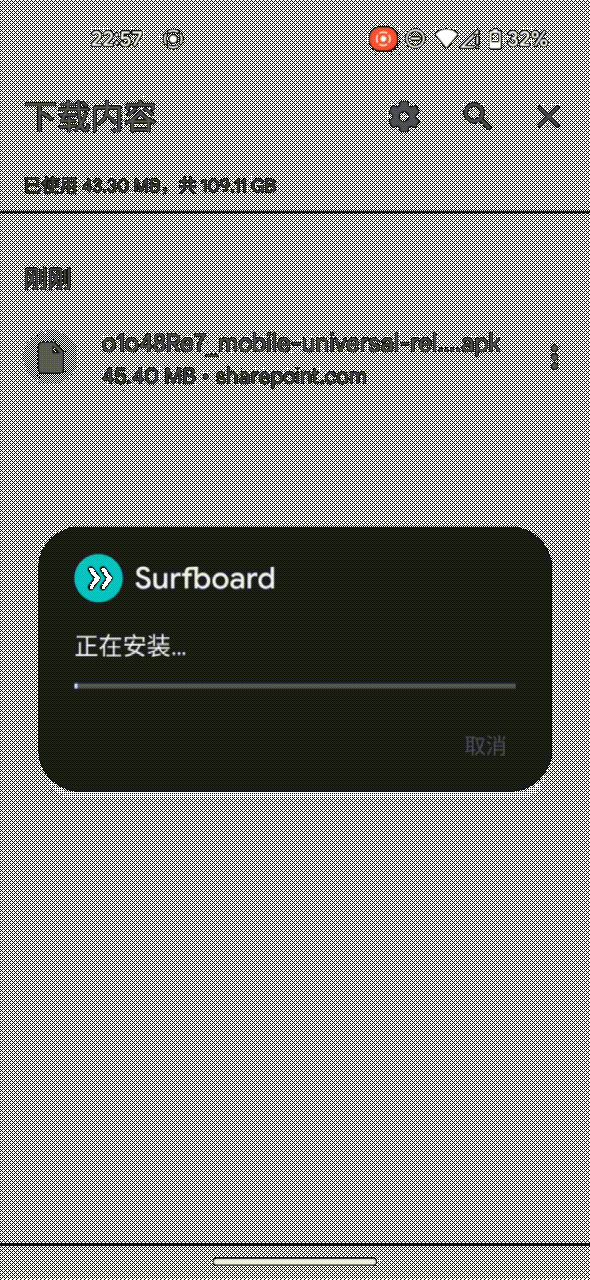 22:57
32%
下载内容
已使用 43.30 MB，共 109.11 GB
刚刚
o1o48Re7_mobile-universal-rel....apk
45.40 MB • sharepoint.com
Surfboard
正在安装...
取消